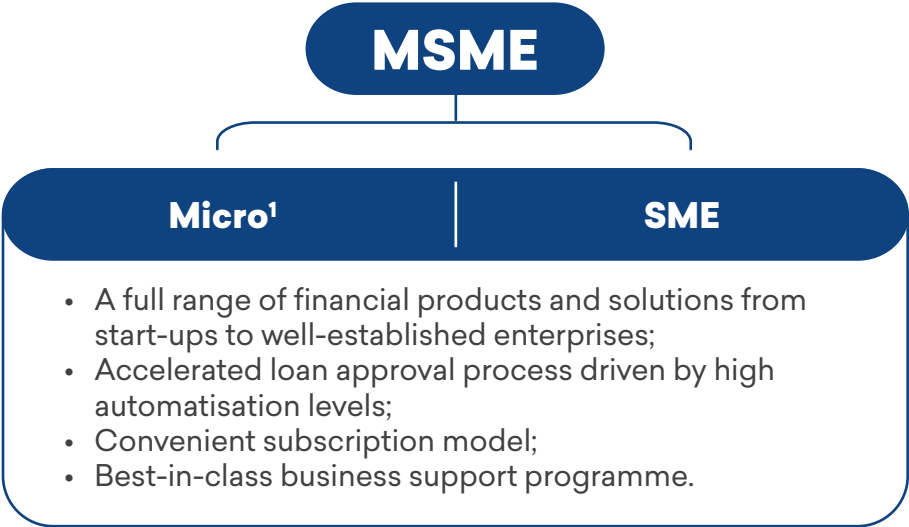 MSME
Micro¹
SME
• A full range of financial products and solutions from
start-ups to well-established enterprises;
• Accelerated loan approval process driven by high
automatisation levels;
• Convenient subscription model;
• Best-in-class business support programme.